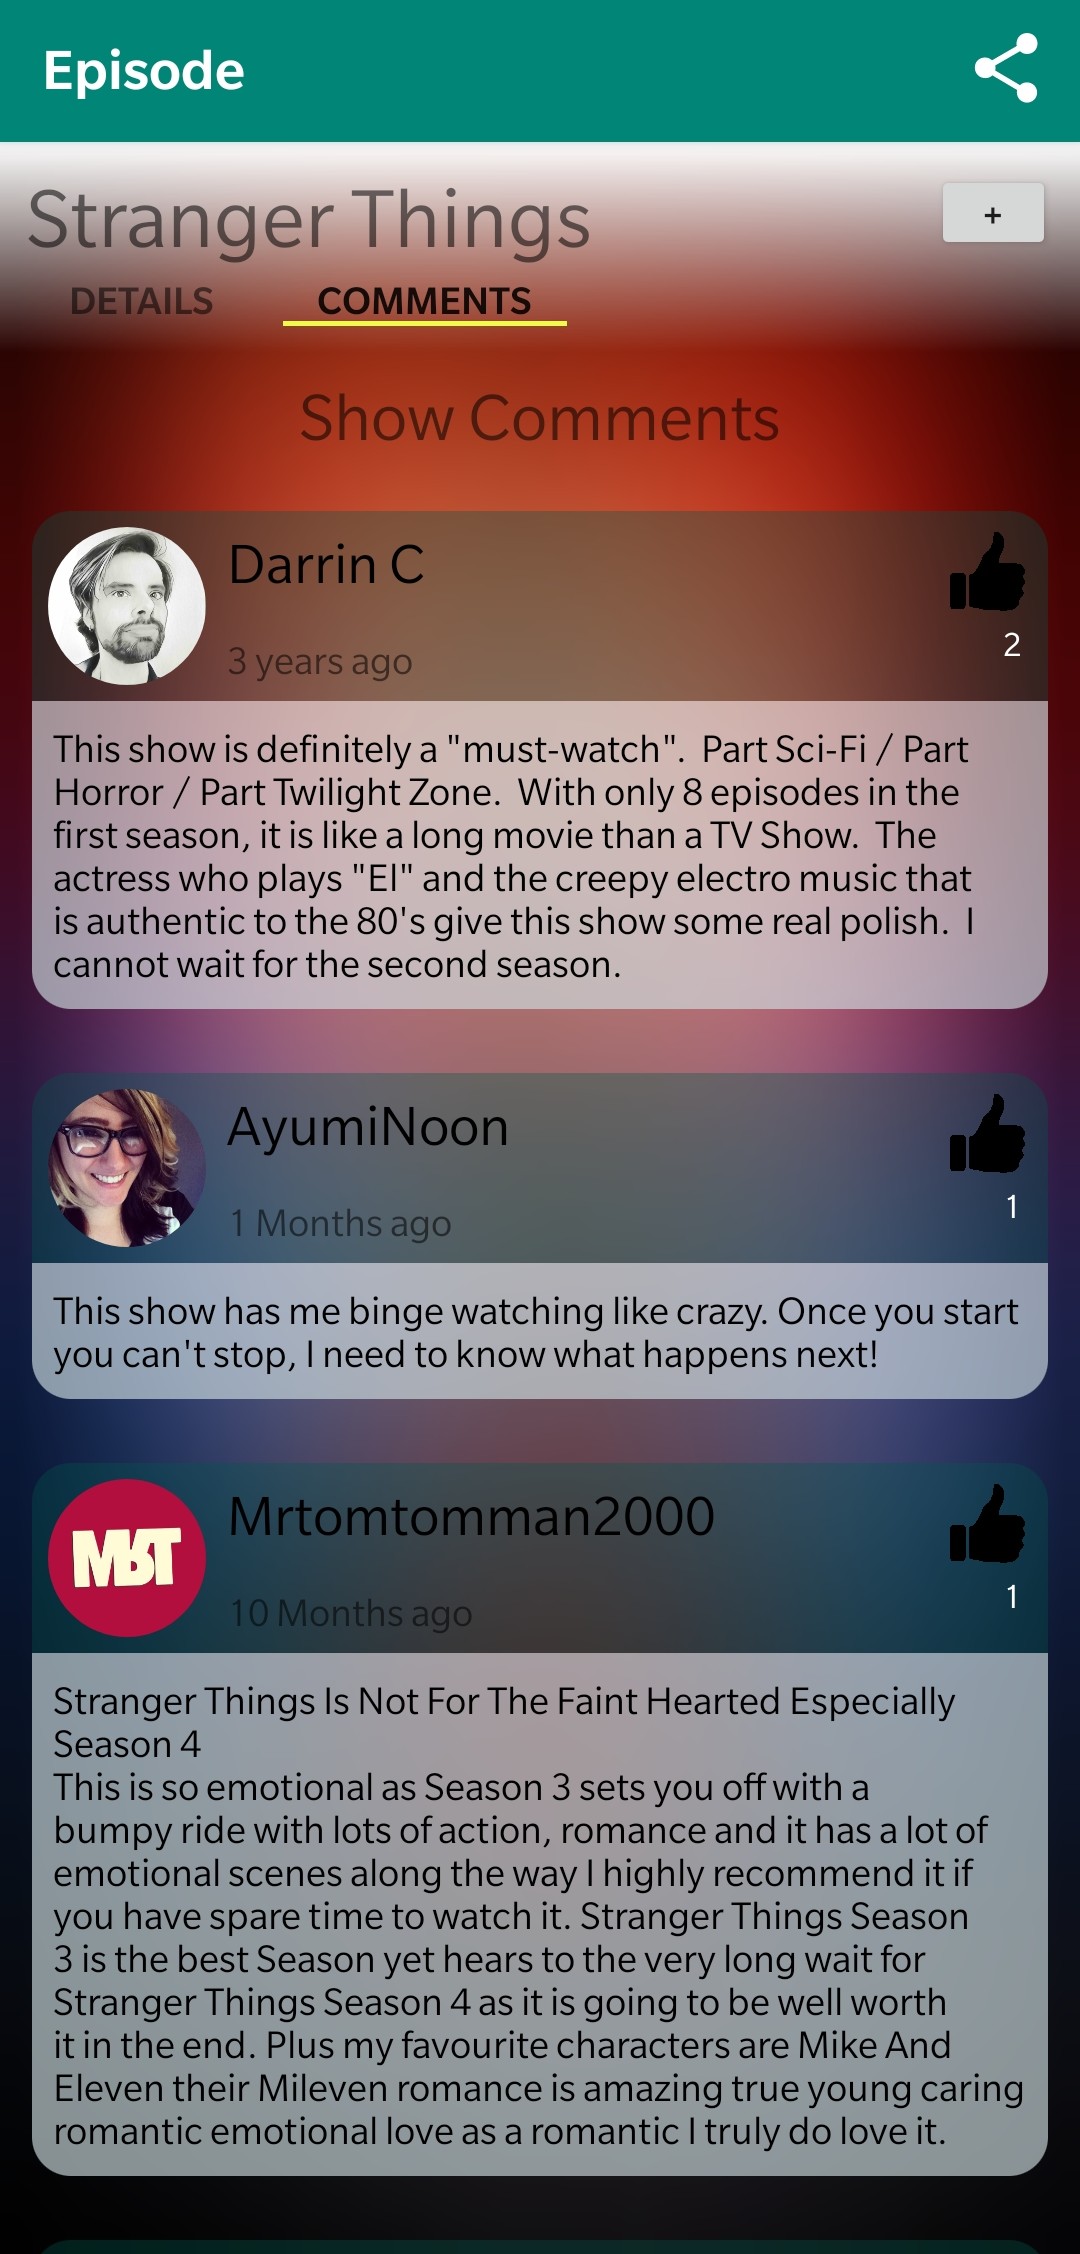 Episode
Stranger Things
+
DETAILS COMMENTS
Show Comments
Darrin C
3 years ago
2
This show is definitely a "must-watch".  Part Sci-Fi / Part
Horror / Part Twilight Zone.  With only 8 episodes in the
first season, it is like a long movie than a TV Show.  The
actress who plays "El" and the creepy electro music that
is authentic to the 80's give this show some real polish.  I
cannot wait for the second season.
AyumiNoon
1 Months ago
1
This show has me binge watching like crazy. Once you start
you can't stop, I need to know what happens next!
MRT
Mrtomtomman2000
10 Months ago
1
Stranger Things Is Not For The Faint Hearted Especially
Season 4
This is so emotional as Season 3 sets you off with a
bumpy ride with lots of action, romance and it has a lot of
emotional scenes along the way I highly recommend it if
you have spare time to watch it. Stranger Things Season
3 is the best Season yet hears to the very long wait for
Stranger Things Season 4 as it is going to be well worth
it in the end. Plus my favourite characters are Mike And
Eleven their Mileven romance is amazing true young caring
romantic emotional love as a romantic I truly do love it.